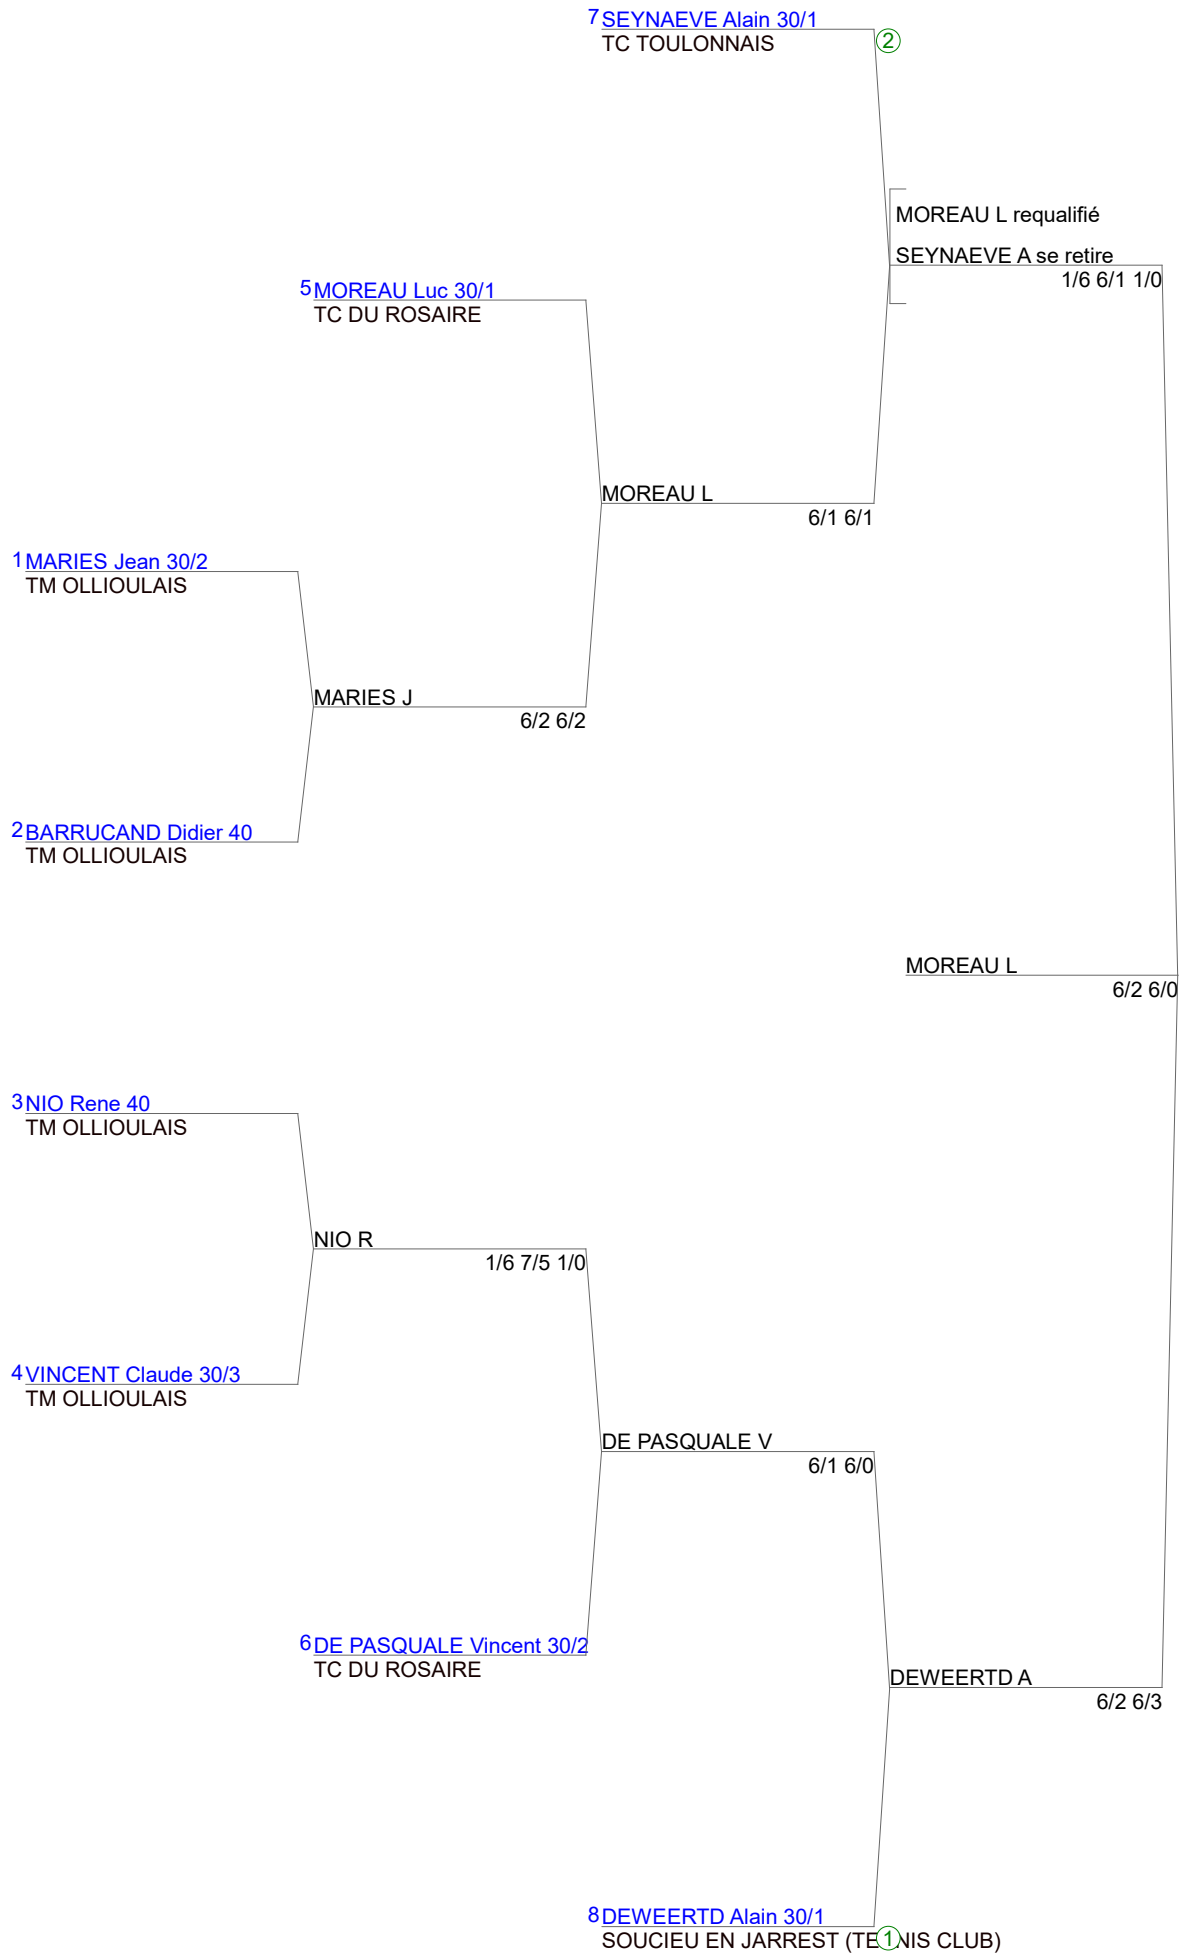 7 SEYNAEVE Alain 30/1
TC TOULONNAIS
2
MOREAU L requalifié
SEYNAEVE A se retire
1/6 6/1 1/0
5 MOREAU Luc 30/1
TC DU ROSAIRE
MOREAU L
6/1 6/1
1 MARIES Jean 30/2
TM OLLIOULAIS
MARIES J
6/2 6/2
2 BARRUCAND Didier 40
TM OLLIOULAIS
MOREAU L
6/2 6/0
3 NIO Rene 40
TM OLLIOULAIS
NIO R
1/6 7/5 1/0
4 VINCENT Claude 30/3
TM OLLIOULAIS
DE PASQUALE V
6/1 6/0
6 DE PASQUALE Vincent 30/2
TC DU ROSAIRE
DEWEERTD A
6/2 6/3
8 DEWEERTD Alain 30/1
SOUCIEU EN JARREST (TENNIS CLUB)
1